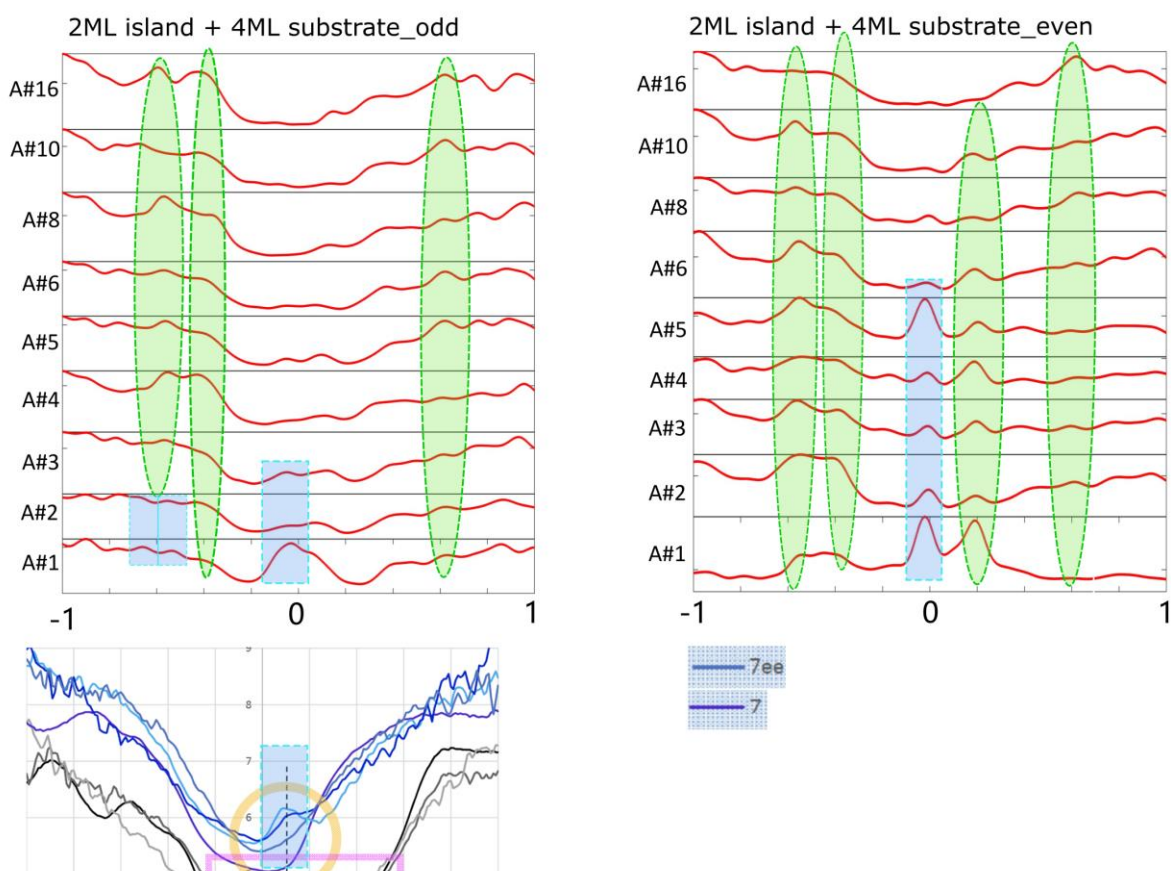 2ML island + 4ML substrate_odd
A#16
A#10
A#8
A#6
A#5
A#4
A#3
A#2
A#1
-1 0 1
2ML island + 4ML substrate_even
A#16
A#10
A#8
A#6
A#5
A#4
A#3
A#2
A#1
-1 0 1
9
8
7
6
7ee
7